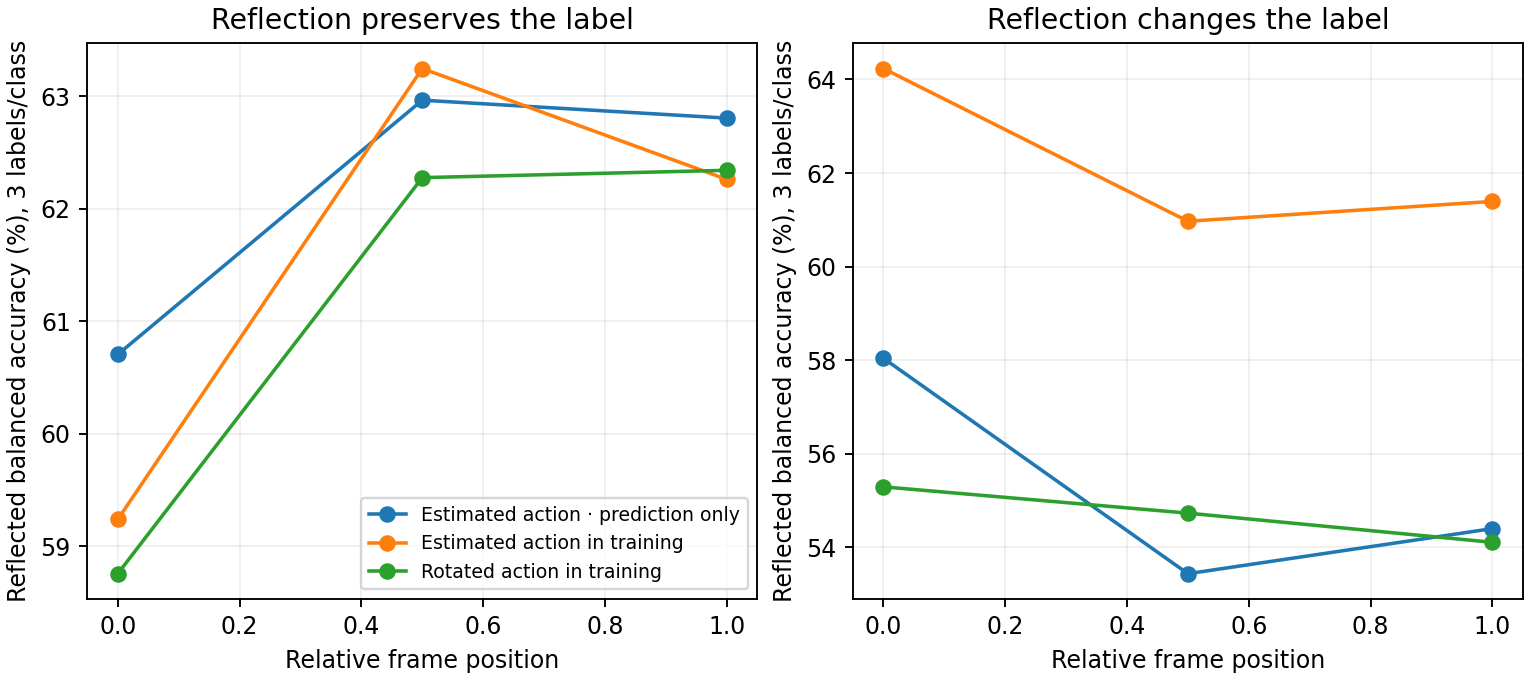 Reflection preserves the label
Reflected balanced accuracy (%), 3 labels/class
63
62
61
60
59
0.0 0.2 0.4 0.6 0.8 1.0
Relative frame position
Estimated action · prediction only
Estimated action in training
Rotated action in training
Reflection changes the label
Reflected balanced accuracy (%), 3 labels/class
64
62
60
58
56
54
0.0 0.2 0.4 0.6 0.8 1.0
Relative frame position